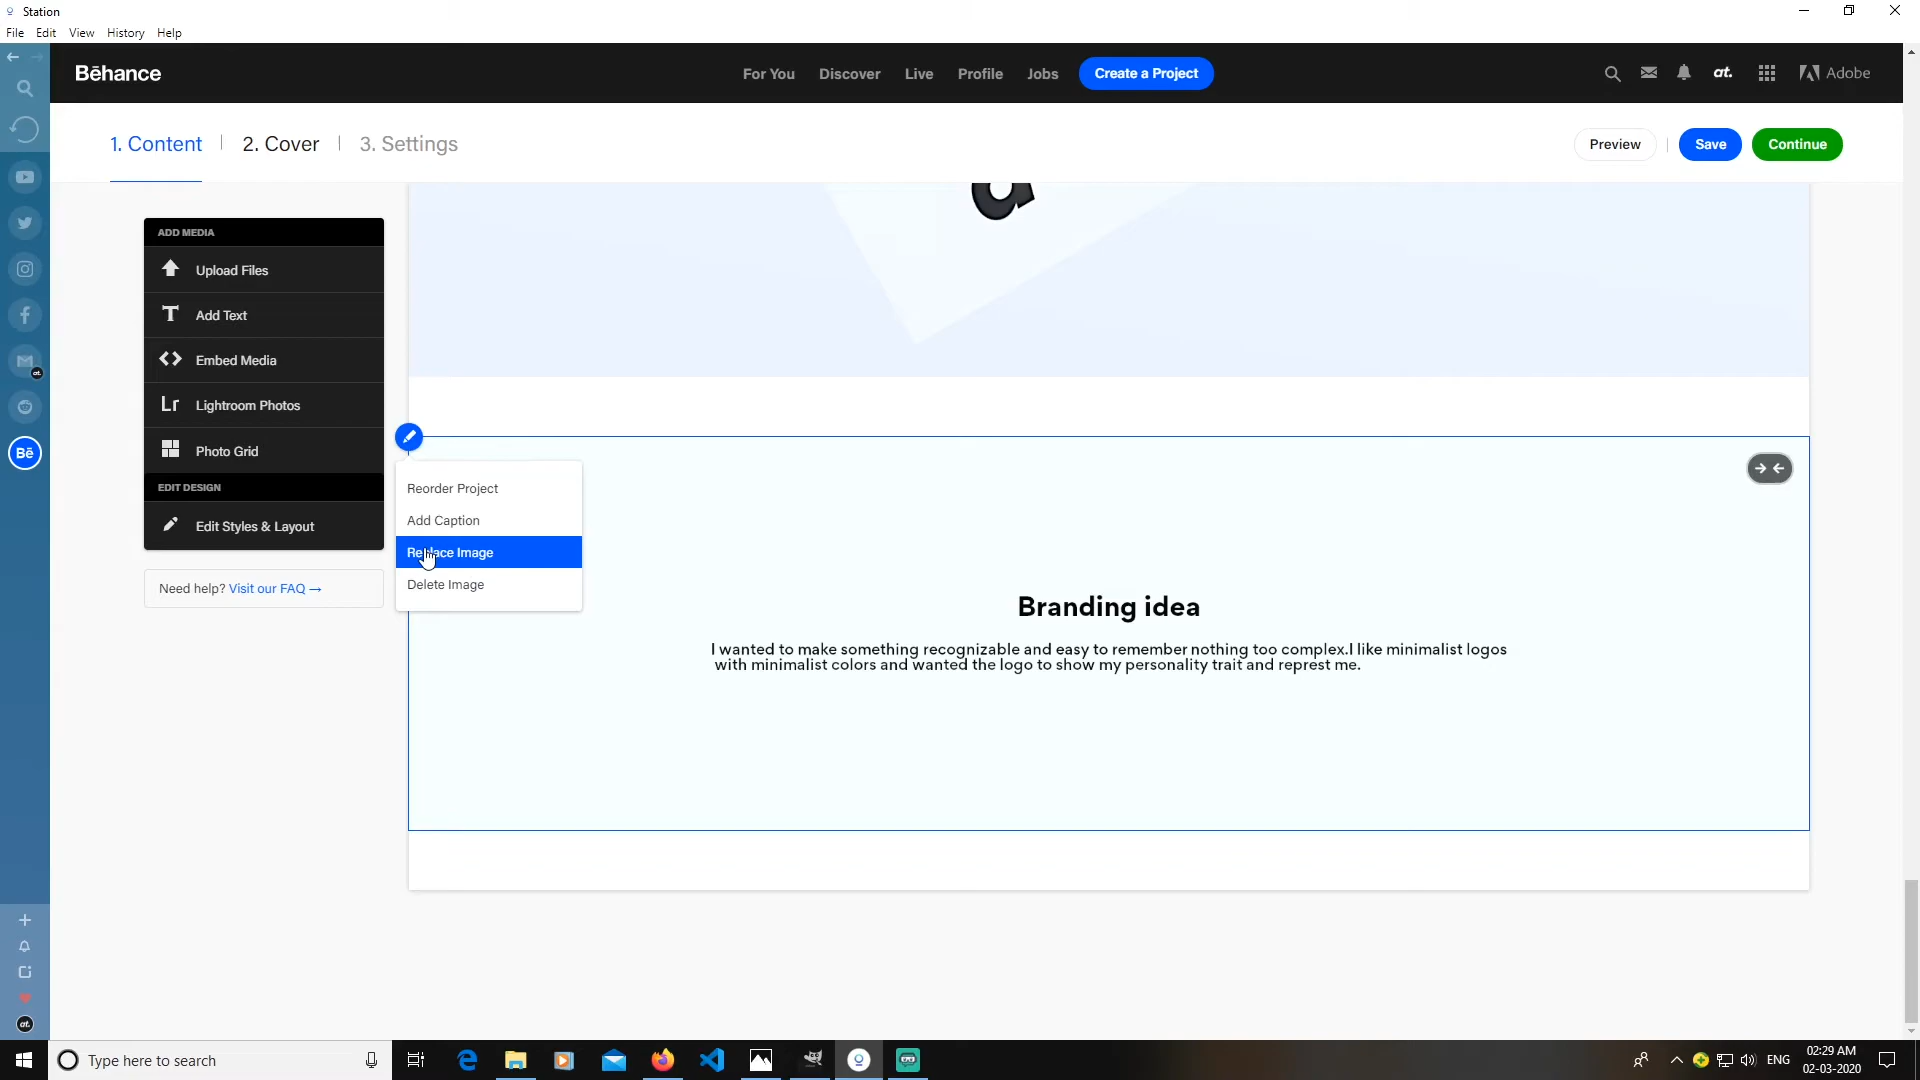 Station
File Edit View History Help
Bēhance
For You Discover Live Profile Jobs Create a Project
at. Adobe
1. Content 2. Cover 3. Settings
Preview Save Continue
ADD MEDIA
Upload Files
Add Text
Embed Media
Lr Lightroom Photos
Photo Grid
EDIT DESIGN
Edit Styles & Layout
Need help? Visit our FAQ →
Bē
Reorder Project
Add Caption
Replace Image
Delete Image
a
Branding idea
I wanted to make something recognizable and easy to remember nothing too complex.I like minimalist logos
with minimalist colors and wanted the logo to show my personality trait and represt me.
at.
Type here to search
ENG
02:29 AM
02-03-2020